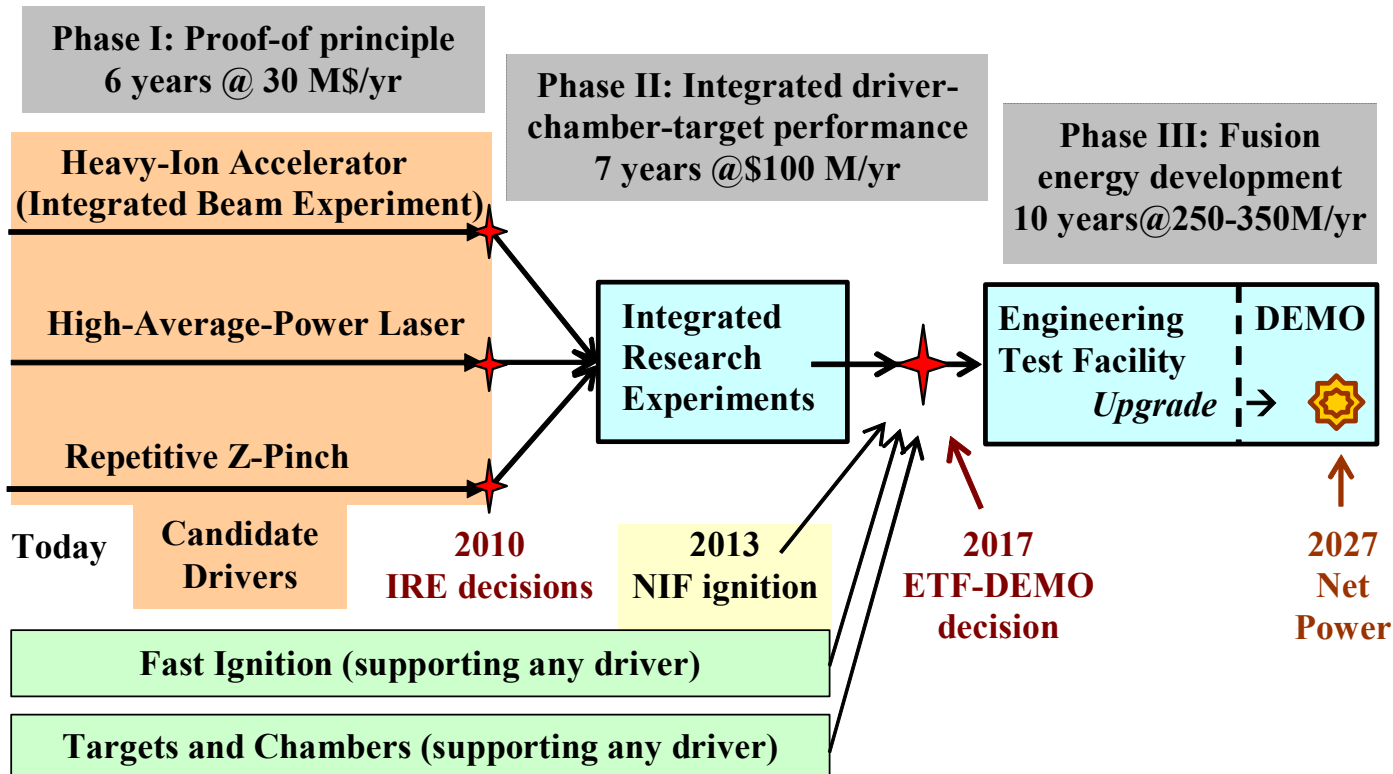 Phase I: Proof-of principle
6 years @ 30 M$/yr
Phase II: Integrated driver-
chamber-target performance
7 years @$100 M/yr
Phase III: Fusion
energy development
10 years@250-350M/yr
Heavy-Ion Accelerator
(Integrated Beam Experiment)
High-Average-Power Laser
Repetitive Z-Pinch
Integrated
Research
Experiments
Engineering
Test Facility
Upgrade
DEMO
Today
Candidate
Drivers
2010
IRE decisions
2013
NIF ignition
2017
ETF-DEMO
decision
2027
Net
Power
Fast Ignition (supporting any driver)
Targets and Chambers (supporting any driver)